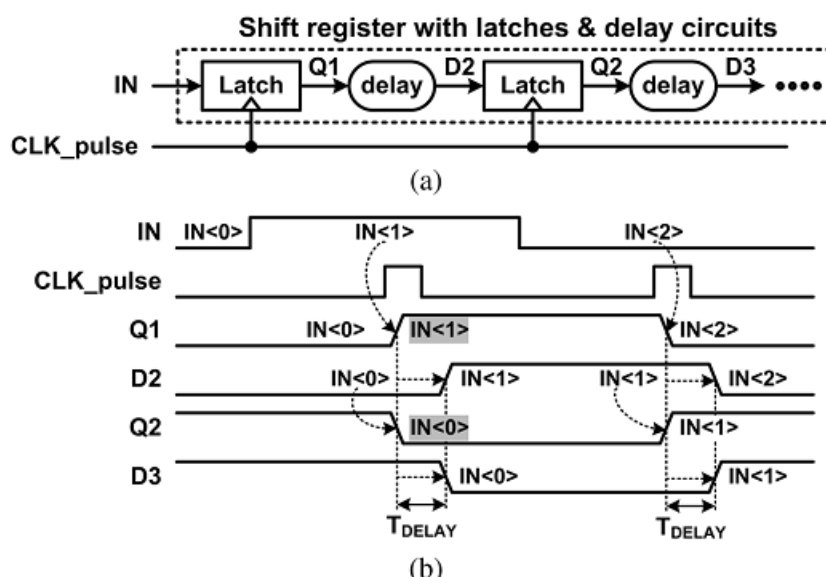 Shift register with latches & delay circuits
IN Latch Q1 delay D2 Latch Q2 delay D3 ••••
CLK_pulse
(a)
IN IN<0> IN<1> IN<2>
CLK_pulse
Q1 IN<0> IN<1> IN<2>
D2 IN<0> IN<1> IN<1> IN<2>
Q2 IN<0> IN<1>
D3 IN<0> IN<1>
TDELAY TDELAY
(b)